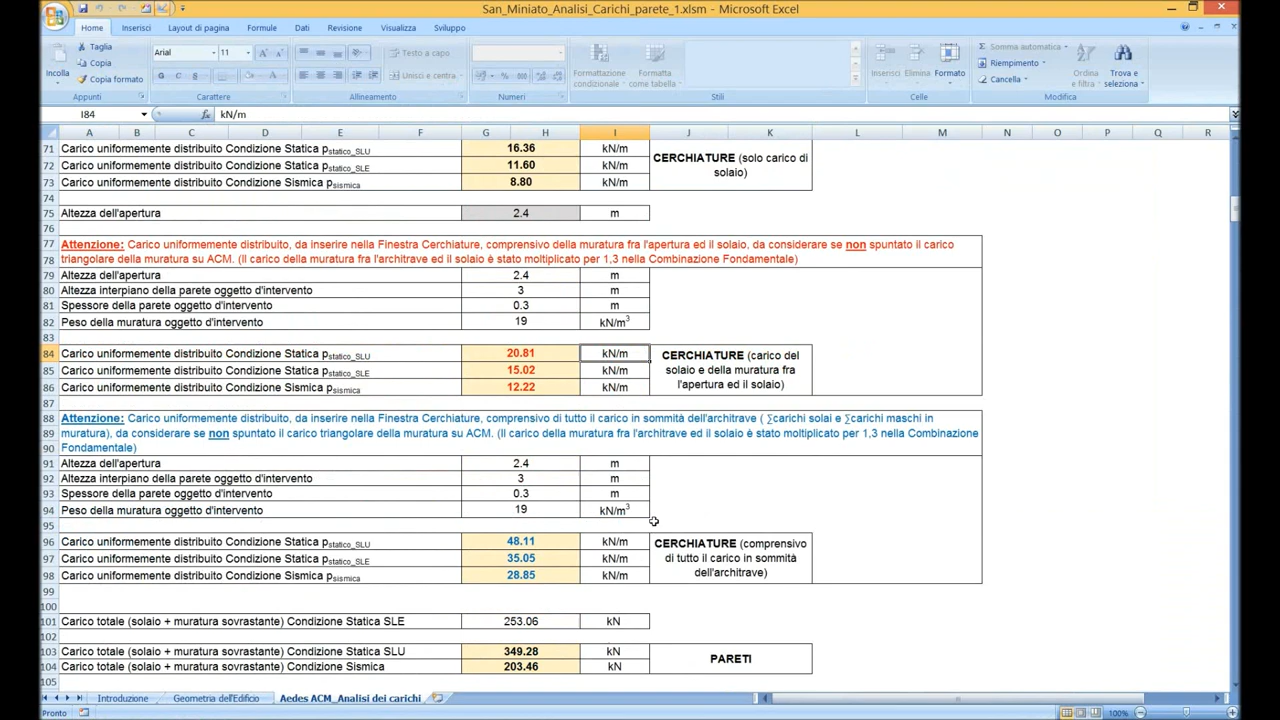 San_Miniato_Analisi_Carichi_parete_1.xlsm - Microsoft Excel
Home Inserisci Layout di pagina Formule Dati Revisione Visualizza Sviluppo
Incolla
Taglia
Copia
Copia formato
Appunti
Arial 11
G C S
Carattere
Testo a capo
Unisci e centra
Allineamento
Numeri
Formattazione condizionale
Formatta come tabella
Stili
Inserisci Elimina Formato
Celle
Somma automatica
Riempimento
Cancella
Ordina
Trova e seleziona
Modifica
I84 fx kN/m
A B C D E F G H I J K L M N O P Q R
71 Carico uniformemente distribuito Condizione Statica pstatico_SLU 16.36 kN/m
72 Carico uniformemente distribuito Condizione Statica pstatico_SLE 11.60 kN/m
73 Carico uniformemente distribuito Condizione Sismica psismica 8.80 kN/m
CERCHIATURE (solo carico di
solaio)
74
75 Altezza dell'apertura 2.4 m
76
77 Attenzione: Carico uniformemente distribuito, da inserire nella Finestra Cerchiature, comprensivo della muratura fra l'apertura ed il solaio, da considerare se non spuntato il carico
78 triangolare della muratura su ACM. (Il carico della muratura fra l'architrave ed il solaio è stato moltiplicato per 1,3 nella Combinazione Fondamentale)
79 Altezza dell'apertura 2.4 m
80 Altezza interpiano della parete oggetto d'intervento 3 m
81 Spessore della parete oggetto d'intervento 0.3 m
82 Peso della muratura oggetto d'intervento 19 kN/m3
83
84 Carico uniformemente distribuito Condizione Statica pstatico_SLU 20.81 kN/m
85 Carico uniformemente distribuito Condizione Statica pstatico_SLE 15.02 kN/m
86 Carico uniformemente distribuito Condizione Sismica psismica 12.22 kN/m
CERCHIATURE (carico del
solaio e della muratura fra
l'apertura ed il solaio)
87
88 Attenzione: Carico uniformemente distribuito, da inserire nella Finestra Cerchiature, comprensivo di tutto il carico in sommità dell'architrave ( ∑carichi solai e ∑carichi maschi in
89 muratura), da considerare se non spuntato il carico triangolare della muratura su ACM. (Il carico della muratura fra l'architrave ed il solaio è stato moltiplicato per 1,3 nella Combinazione
90 Fondamentale)
91 Altezza dell'apertura 2.4 m
92 Altezza interpiano della parete oggetto d'intervento 3 m
93 Spessore della parete oggetto d'intervento 0.3 m
94 Peso della muratura oggetto d'intervento 19 kN/m3
95
96 Carico uniformemente distribuito Condizione Statica pstatico_SLU 48.11 kN/m
97 Carico uniformemente distribuito Condizione Statica pstatico_SLE 35.05 kN/m
98 Carico uniformemente distribuito Condizione Sismica psismica 28.85 kN/m
CERCHIATURE (comprensivo
di tutto il carico in sommità
dell'architrave)
99
100
101 Carico totale (solaio + muratura sovrastante) Condizione Statica SLE 253.06 kN
102
103 Carico totale (solaio + muratura sovrastante) Condizione Statica SLU 349.28 kN
104 Carico totale (solaio + muratura sovrastante) Condizione Sismica 203.46 kN
PARETI
105
Introduzione Geometria dell'Edificio Aedes ACM_Analisi dei carichi
Pronto 100%